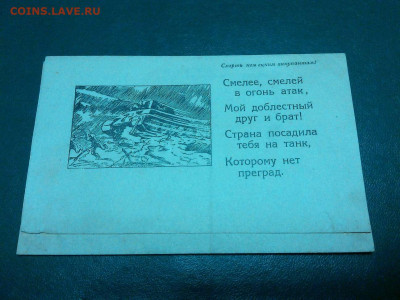 COINS.LAVE.RU
Смелее, смелей
в огонь атак,
Мой доблестный
друг и брат!
Страна посадила
тебя на танк,
Которому нет
преград.